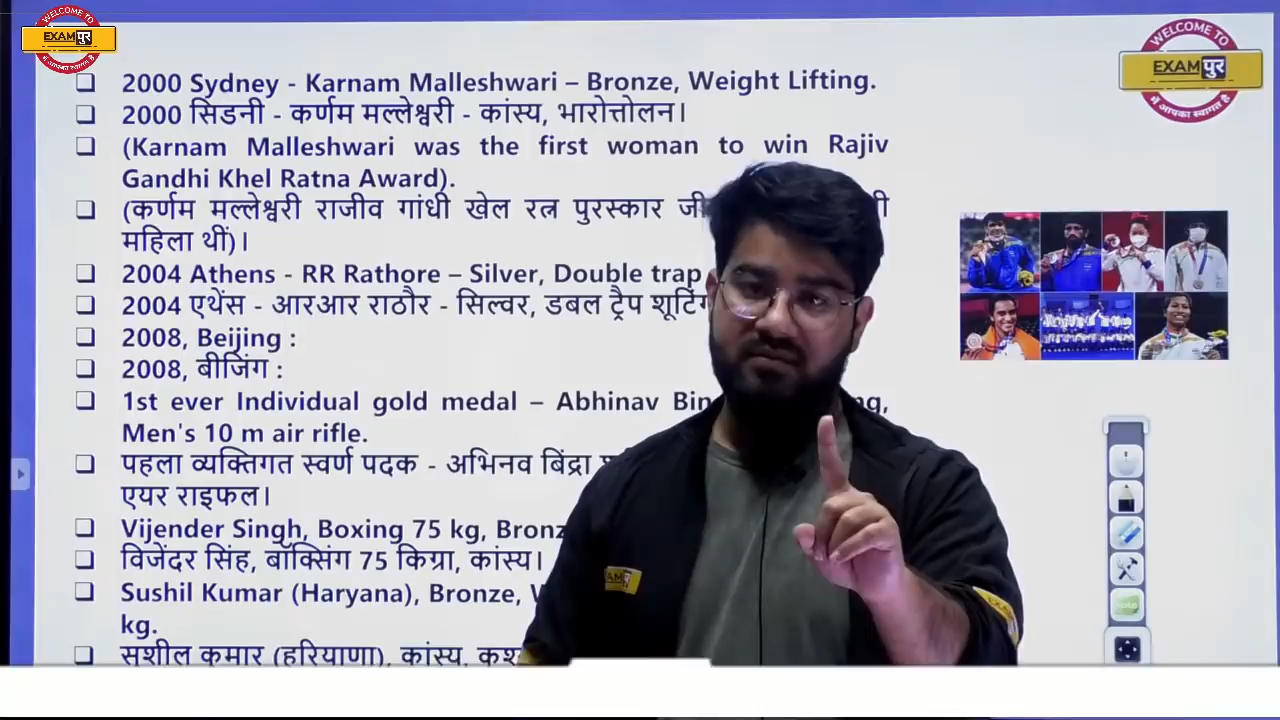 WELCOME TO
EXAMपुर
में आपका स्वागत है
WELCOME TO
EXAMपुर
में आपका स्वागत है
❑ 2000 Sydney - Karnam Malleshwari – Bronze, Weight Lifting.
❑ 2000 सिडनी - कर्णम मल्लेश्वरी - कांस्य, भारोत्तोलन।
❑ (Karnam Malleshwari was the first woman to win Rajiv
Gandhi Khel Ratna Award).
❑ (कर्णम मल्लेश्वरी राजीव गांधी खेल रत्न पुरस्कार
महिला थीं)।
❑ 2004 Athens - RR Rathore – Silver, Double trap
❑ 2004 एथेंस - आरआर राठौर - सिल्वर, डबल ट्रैप
❑ 2008, Beijing :
❑ 2008, बीजिंग :
❑ 1st ever Individual gold medal – Abhinav
Men's 10 m air rifle.
❑ पहला व्यक्तिगत स्वर्ण पदक - अभिनव बिंद्रा
एयर राइफल।
❑ Vijender Singh, Boxing 75 kg,
❑ विजेंदर सिंह, बॉक्सिंग 75 किग्रा, कांस्य।
❑ Sushil Kumar (Haryana), Bronze,
kg.
❑ सुशील कुमार (हरियाणा), कांस्य,